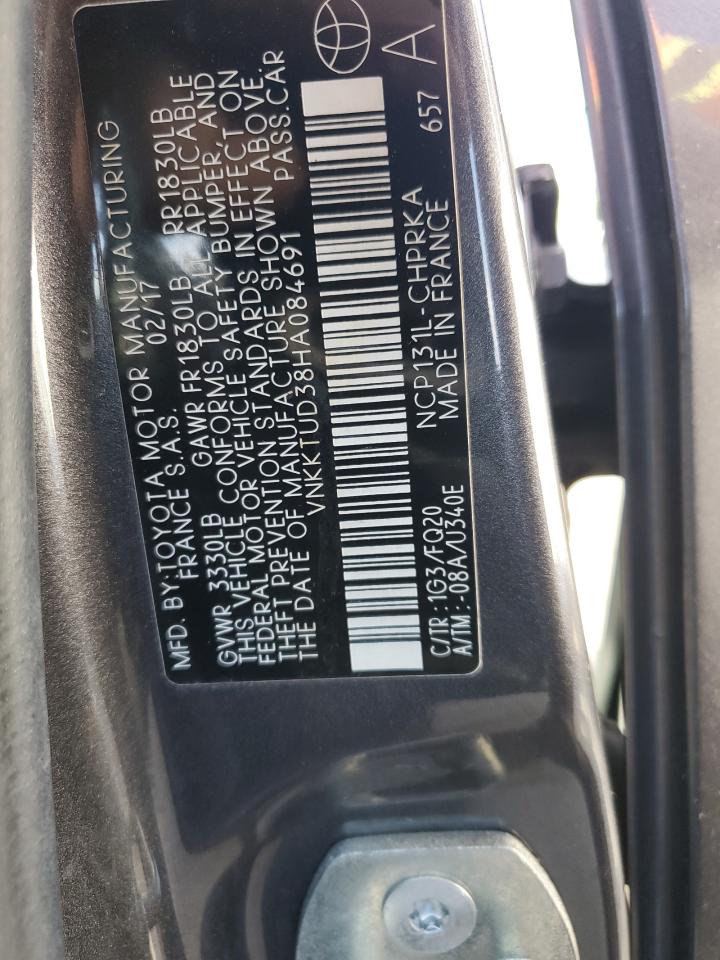 MFD. BY:TOYOTA MOTOR MANUFACTURING
FRANCE S.A.S. 02/17
GVWR 3330LB GAWR FR1830LB RR1830LB
THIS VEHICLE CONFORMS TO ALL APPLICABLE
FEDERAL MOTOR VEHICLE SAFETY BUMPER, AND
THEFT PREVENTION STANDARDS IN EFFECT ON
THE DATE OF MANUFACTURE SHOWN ABOVE.
VNKKTUD38HA084691 PASS.CAR
C/TR:1G3/FQ20 NCP131L-CHPRKA 657 A
A/TM:-08A/U340E MADE IN FRANCE